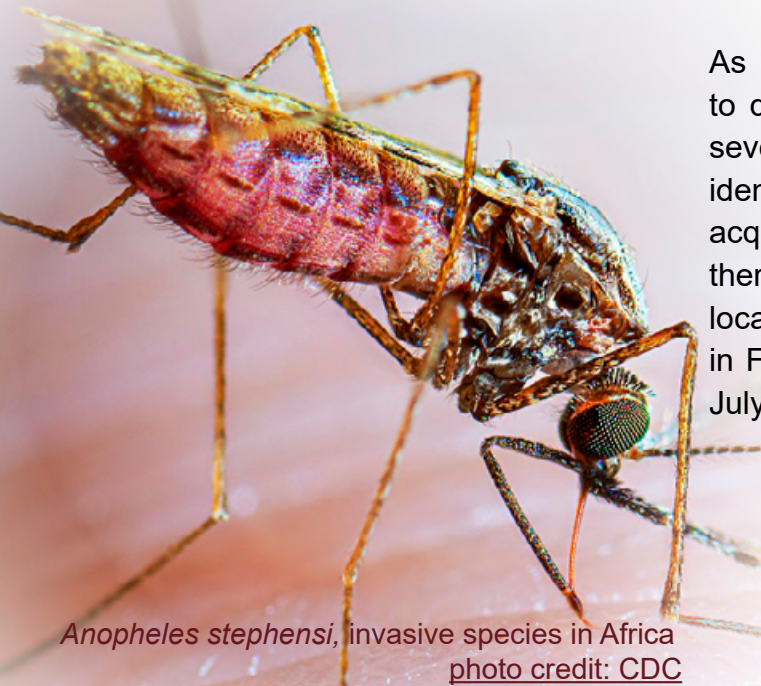 As
to
seve
iden
acq
ther
loca
in F
July
Anopheles stephensi, invasive species in Africa
photo credit: CDC